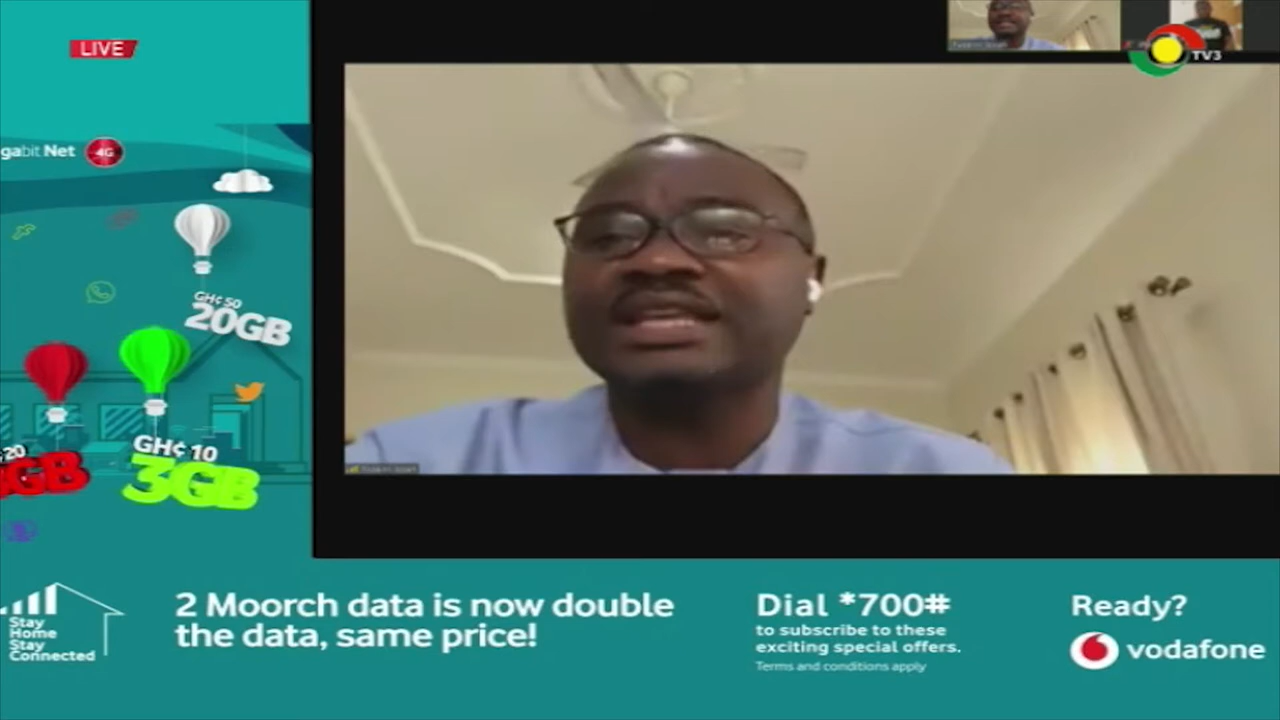 LIVE
TV3
gabit Net
4G
GH¢ 50
20GB
20
GB
GH¢ 10
3GB
Stay
Home
Stay
Connected
2 Moorch data is now double
the data, same price!
Dial *700#
to subscribe to these
exciting special offers.
Terms and conditions apply
Ready?
vodafone